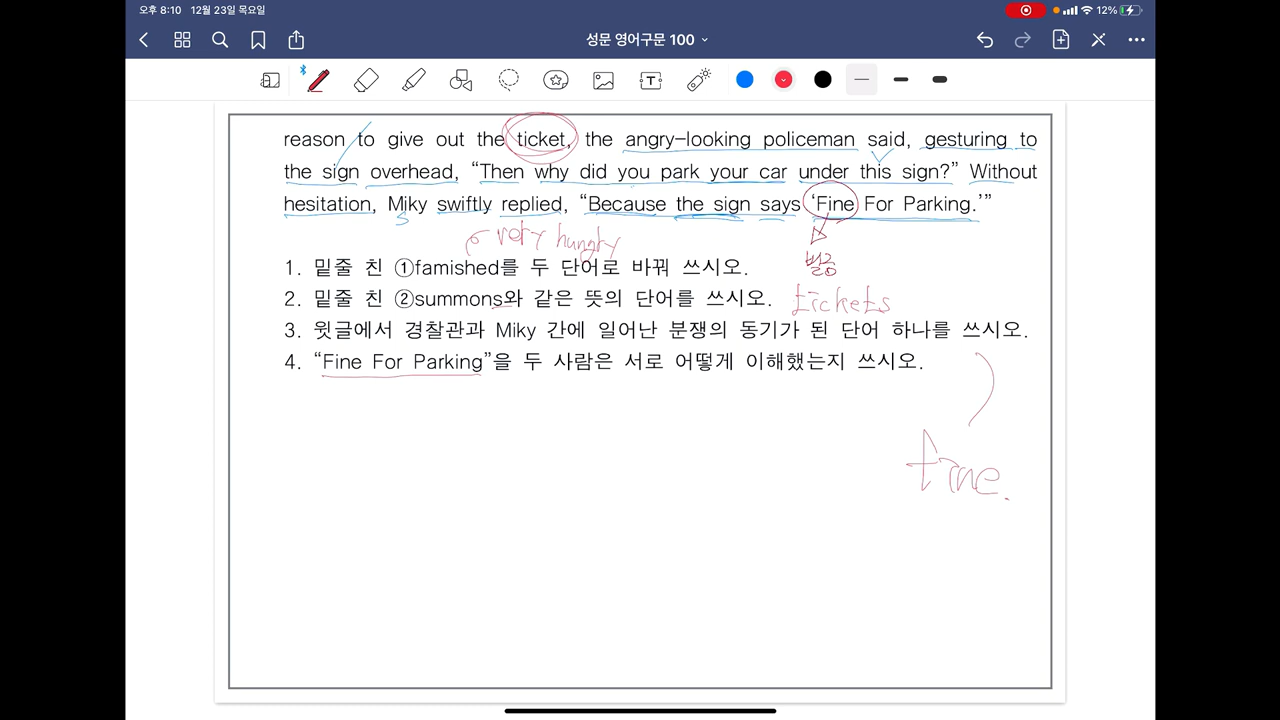 오후 8:10 12월 23일 목요일
12%
성문 영어구문 100
reason to give out the ticket, the angry-looking policeman said, gesturing to
the sign overhead, “Then why did you park your car under this sign?” Without
hesitation, Miky swiftly replied, “Because the sign says ‘Fine For Parking.’”
very hungry
벌금
1. 밑줄 친 ①famished를 두 단어로 바꿔 쓰시오.
2. 밑줄 친 ②summons와 같은 뜻의 단어를 쓰시오. tickets
3. 윗글에서 경찰관과 Miky 간에 일어난 분쟁의 동기가 된 단어 하나를 쓰시오.
4. “Fine For Parking”을 두 사람은 서로 어떻게 이해했는지 쓰시오.
fine.